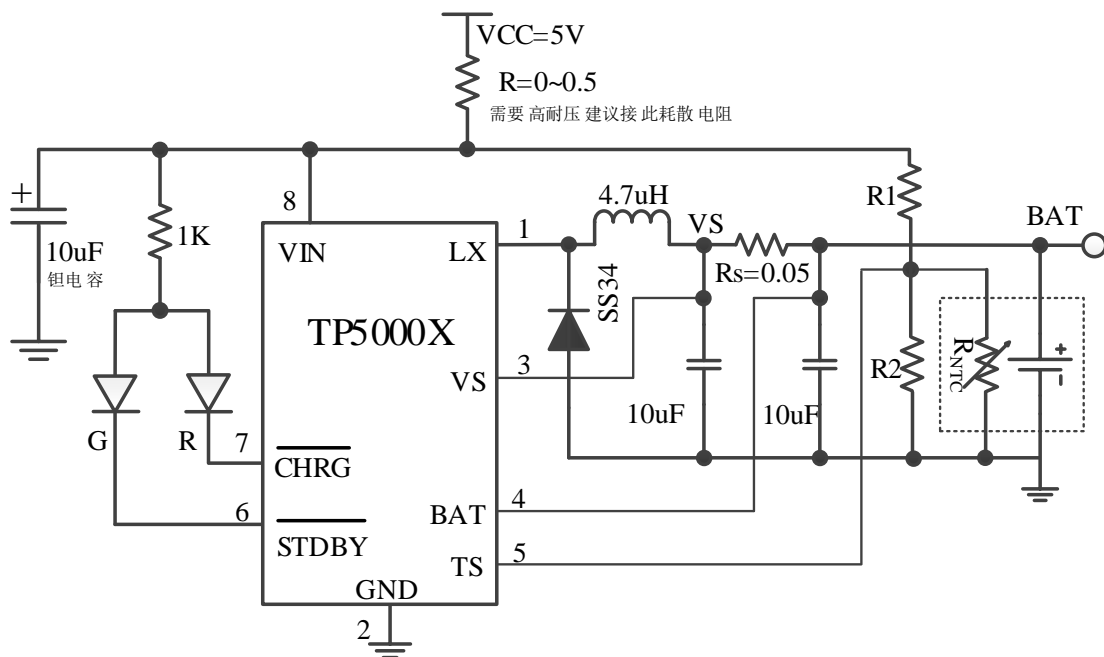 VCC=5V
R=0~0.5
需要 高耐压 建议接 此耗散 电阻
+
10uF
钽电 容
1K
8
VIN
1
LX
4.7uH
VS
Rs=0.05
R1
BAT
SS34
TP5000X
3
VS
10uF
10uF
R2
RNTC
+
-
G
R
7
CHRG
6
STDBY
4
BAT
5
TS
GND
2